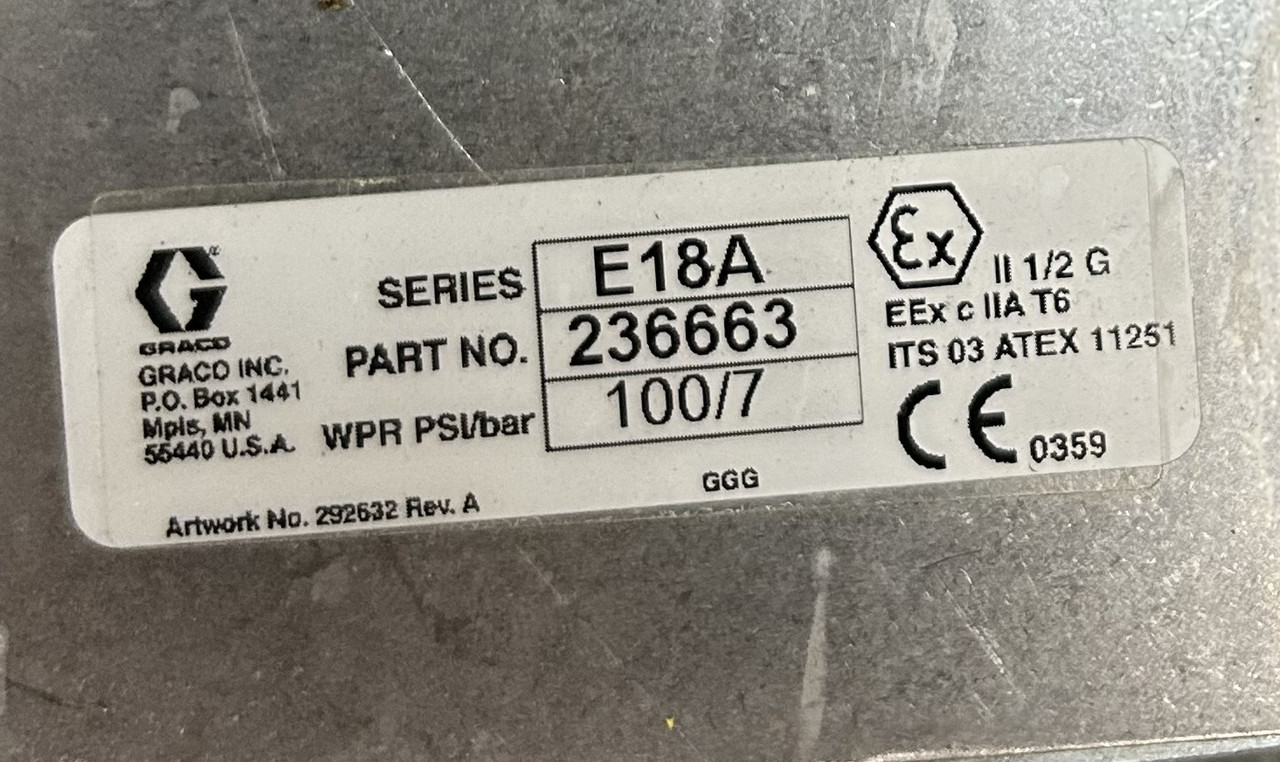 GRACO
GRACO INC.
P.O. Box 1441
Mpls, MN
55440 U.S.A.
SERIES E18A
PART NO. 236663
WPR PSI/bar 100/7
Artwork No. 292632 Rev. A
GGG
Ex II 1/2 G
EEx c IIA T6
ITS 03 ATEX 11251
CE 0359